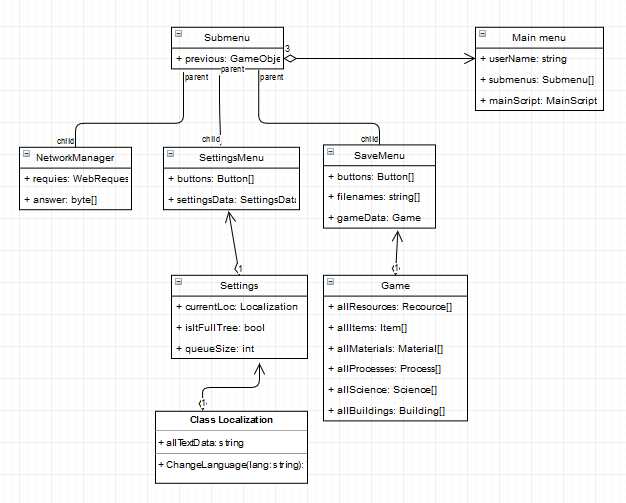 Submenu
+ previous: GameObje
3
Main menu
+ userName: string
+ submenus: Submenu[]
+ mainScript: MainScript
parent
parent
parent
child
child
child
NetworkManager
+ requies: WebReques
+ answer: byte[]
SettingsMenu
+ buttons: Button[]
+ settingsData: SettingsData
SaveMenu
+ buttons: Button[]
+ filenames: string[]
+ gameData: Game
1
1
Settings
+ currentLoc: Localization
+ isItFullTree: bool
+ queueSize: int
Game
+ allResources: Recource[]
+ allItems: Item[]
+ allMaterials: Material[]
+ allProcesses: Process[]
+ allScience: Science[]
+ allBuildings: Building[]
1
Class Localization
+ allTextData: string
+ ChangeLanguage(lang: string):